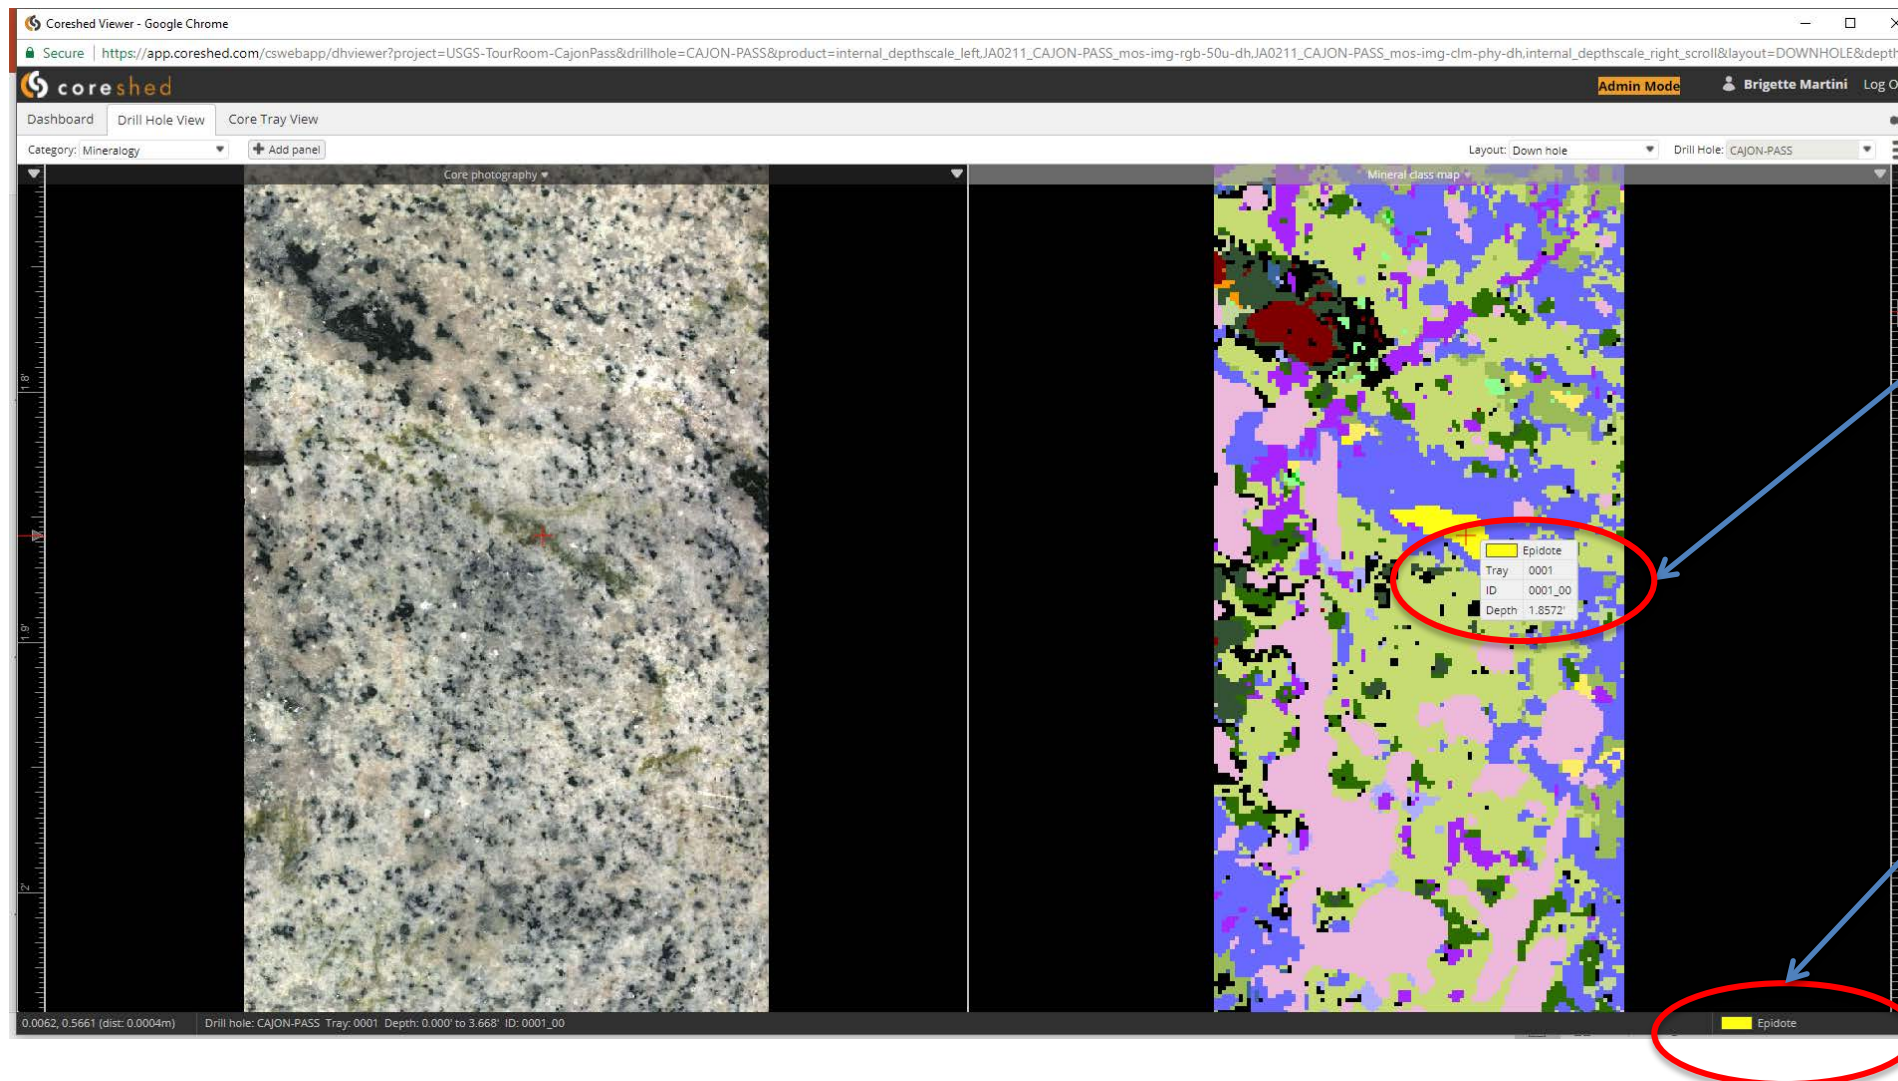 Coreshed Viewer - Google Chrome
Secure | https://app.coreshed.com/cswebapp/dhviewer?project=USGS-TourRoom-CajonPass&drillhole=CAJON-PASS&product=internal_depthscale_left,JA0211_CAJON-PASS_mos-img-rgb-50u-dh,JA0211_CAJON-PASS_mos-img-clm-phy-dh,internal_depthscale_right_scroll&layout=DOWNHOLE&depth
coreshed Admin Mode Brigette Martini Log O
Dashboard Drill Hole View Core Tray View
Category: Mineralogy Add panel Layout: Down hole Drill Hole: CAJON-PASS
Core photography Mineral class map
1.8'
Epidote
Tray 0001
ID 0001_00
Depth 1.8572'
1.9'
2'
0.0062, 0.5661 (dist: 0.0004m) Drill hole: CAJON-PASS Tray: 0001 Depth: 0.000' to 3.668' ID: 0001_00 Epidote